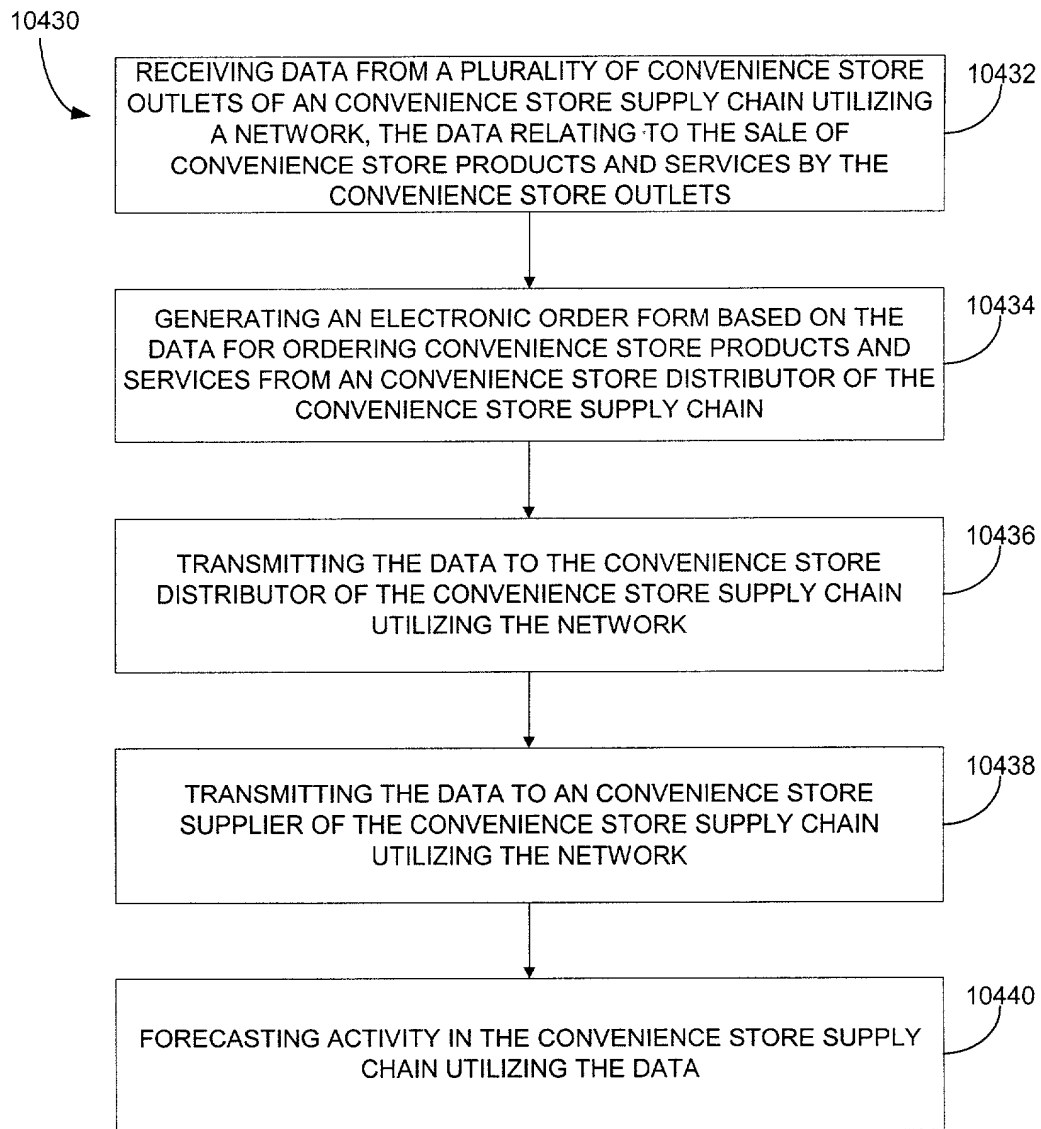 10430
RECEIVING DATA FROM A PLURALITY OF CONVENIENCE STORE
OUTLETS OF AN CONVENIENCE STORE SUPPLY CHAIN UTILIZING
A NETWORK, THE DATA RELATING TO THE SALE OF
CONVENIENCE STORE PRODUCTS AND SERVICES BY THE
CONVENIENCE STORE OUTLETS
10432
GENERATING AN ELECTRONIC ORDER FORM BASED ON THE
DATA FOR ORDERING CONVENIENCE STORE PRODUCTS AND
SERVICES FROM AN CONVENIENCE STORE DISTRIBUTOR OF THE
CONVENIENCE STORE SUPPLY CHAIN
10434
TRANSMITTING THE DATA TO THE CONVENIENCE STORE
DISTRIBUTOR OF THE CONVENIENCE STORE SUPPLY CHAIN
UTILIZING THE NETWORK
10436
TRANSMITTING THE DATA TO AN CONVENIENCE STORE
SUPPLIER OF THE CONVENIENCE STORE SUPPLY CHAIN
UTILIZING THE NETWORK
10438
FORECASTING ACTIVITY IN THE CONVENIENCE STORE SUPPLY
CHAIN UTILIZING THE DATA
10440